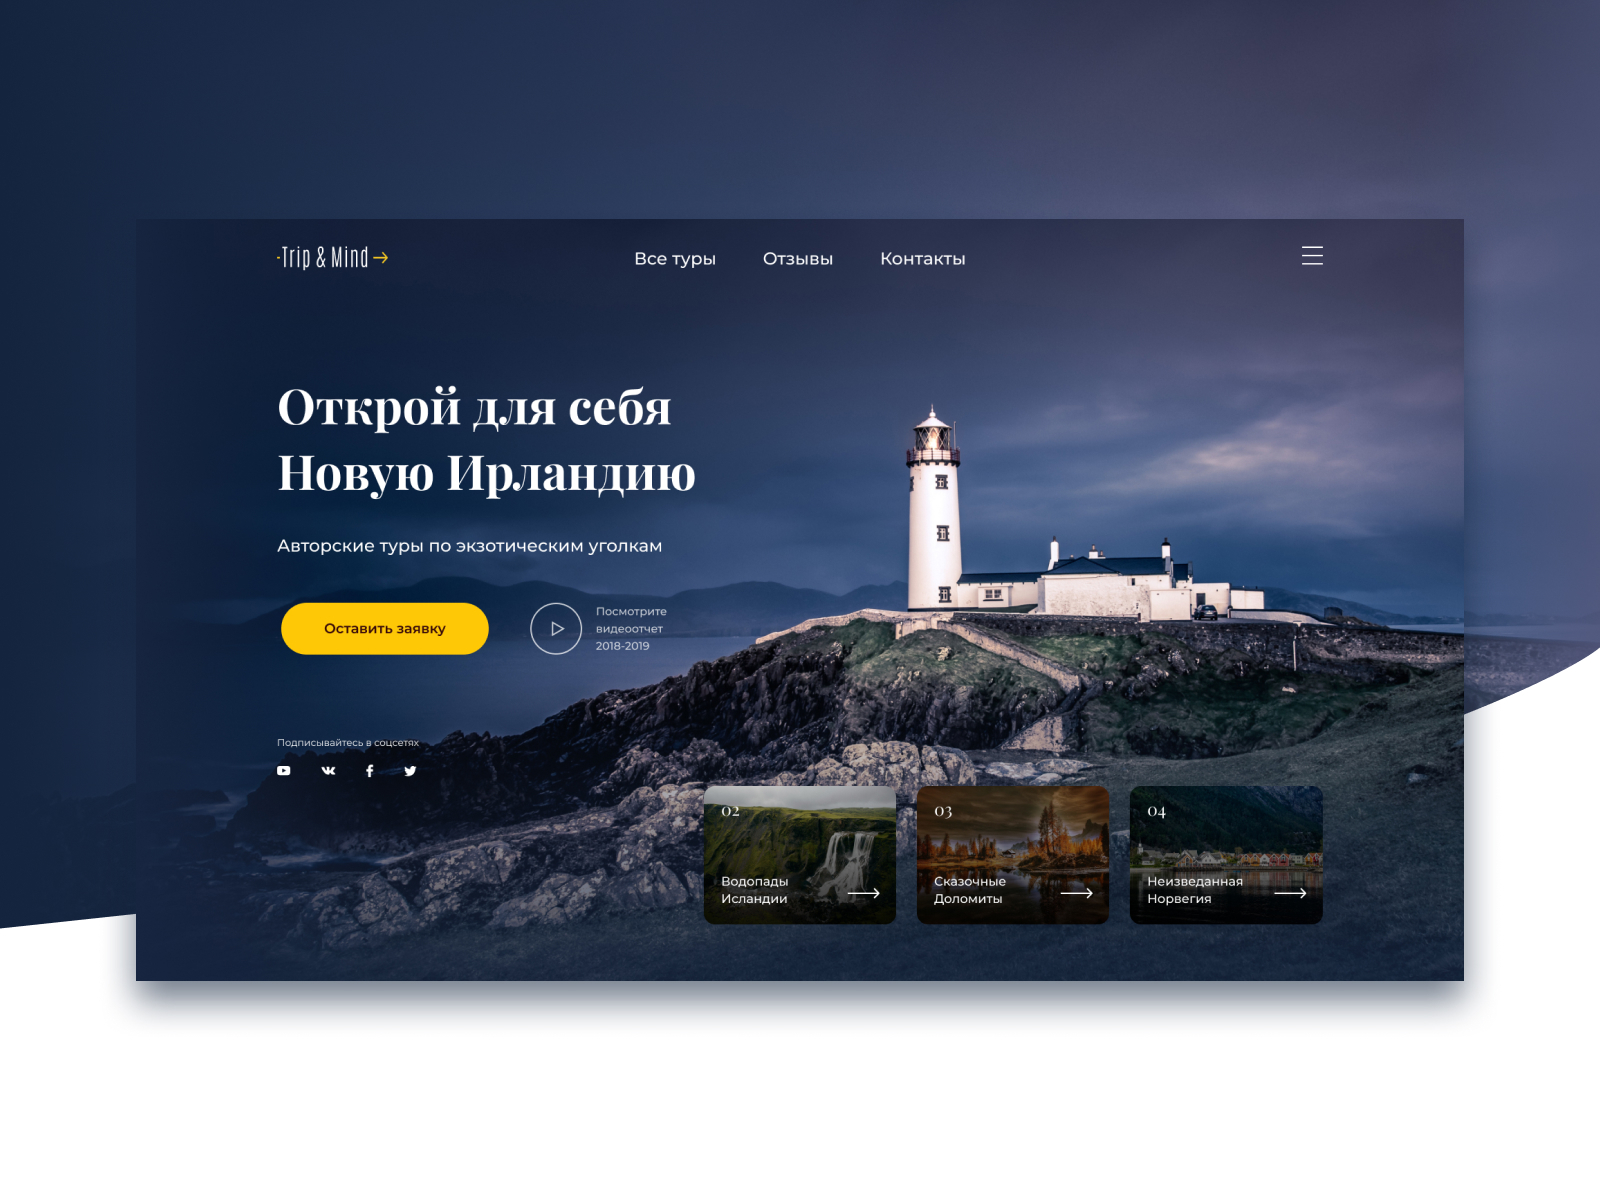 Trip & Mind
Все туры
Отзывы
Контакты
Открой для себя
Новую Ирландию
Авторские туры по экзотическим уголкам
Оставить заявку
Посмотрите
видеоотчет
2018-2019
Подписывайтесь в соцсетях
02
Водопады
Исландии
03
Сказочные
Доломиты
04
Неизведанная
Норвегия